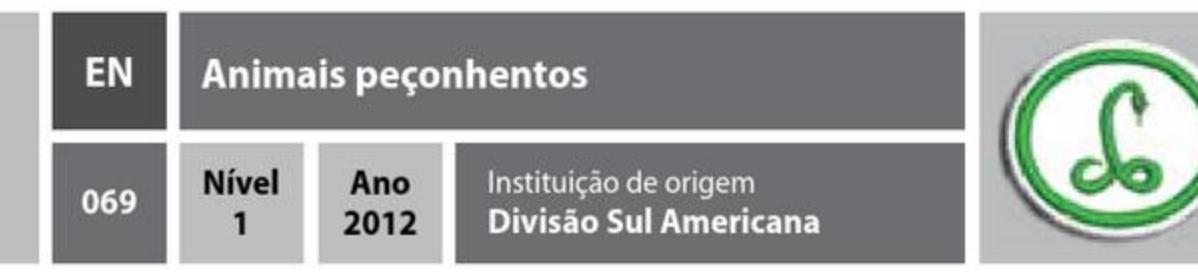 EN
Animais peçonhentos
069
Nível
1
Ano
2012
Instituição de origem
Divisão Sul Americana